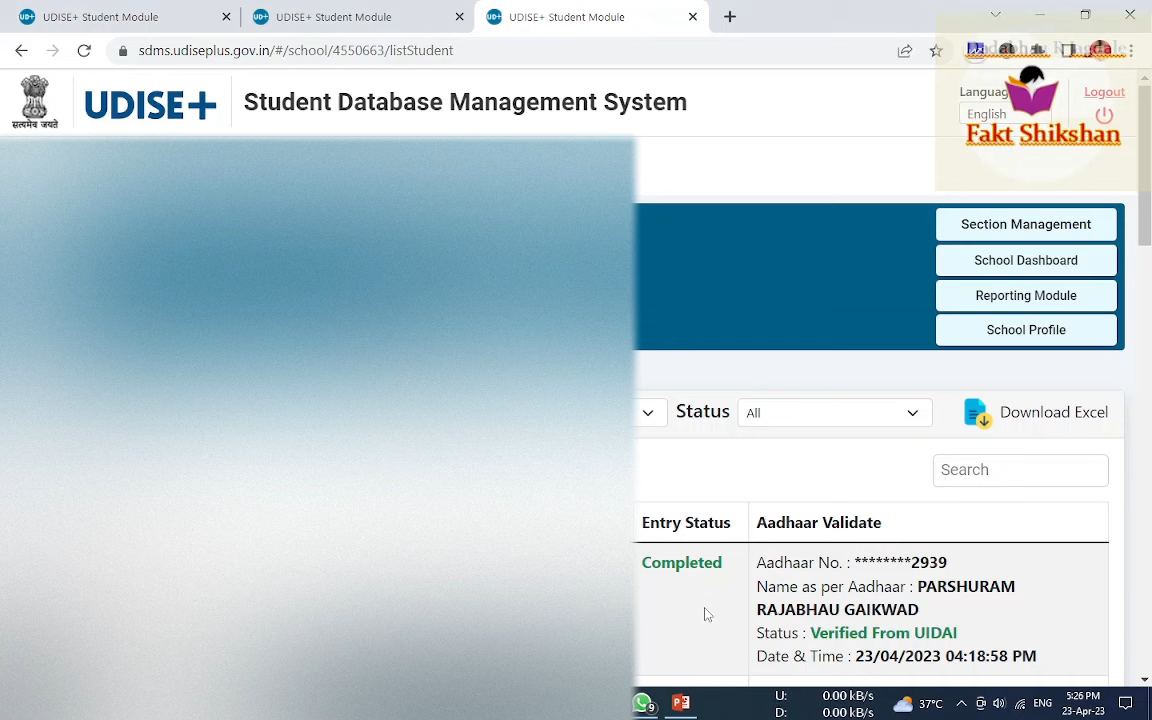 UDISE+ Student Module
UDISE+ Student Module
UDISE+ Student Module
sdms.udiseplus.gov.in/#/school/4550663/listStudent
सत्यमेव जयते
UDISE+
Student Database Management System
Logout
English
Fakt Shikshan
Section Management
School Dashboard
Reporting Module
School Profile
Status
All
Download Excel
Search
Entry Status
Aadhaar Validate
Completed
Aadhaar No. : ********2939
Name as per Aadhaar : PARSHURAM
RAJABHAU GAIKWAD
Status : Verified From UIDAI
Date & Time : 23/04/2023 04:18:58 PM
9
U: 0.00 kB/s
D: 0.00 kB/s
37°C
ENG
5:26 PM
23-Apr-23